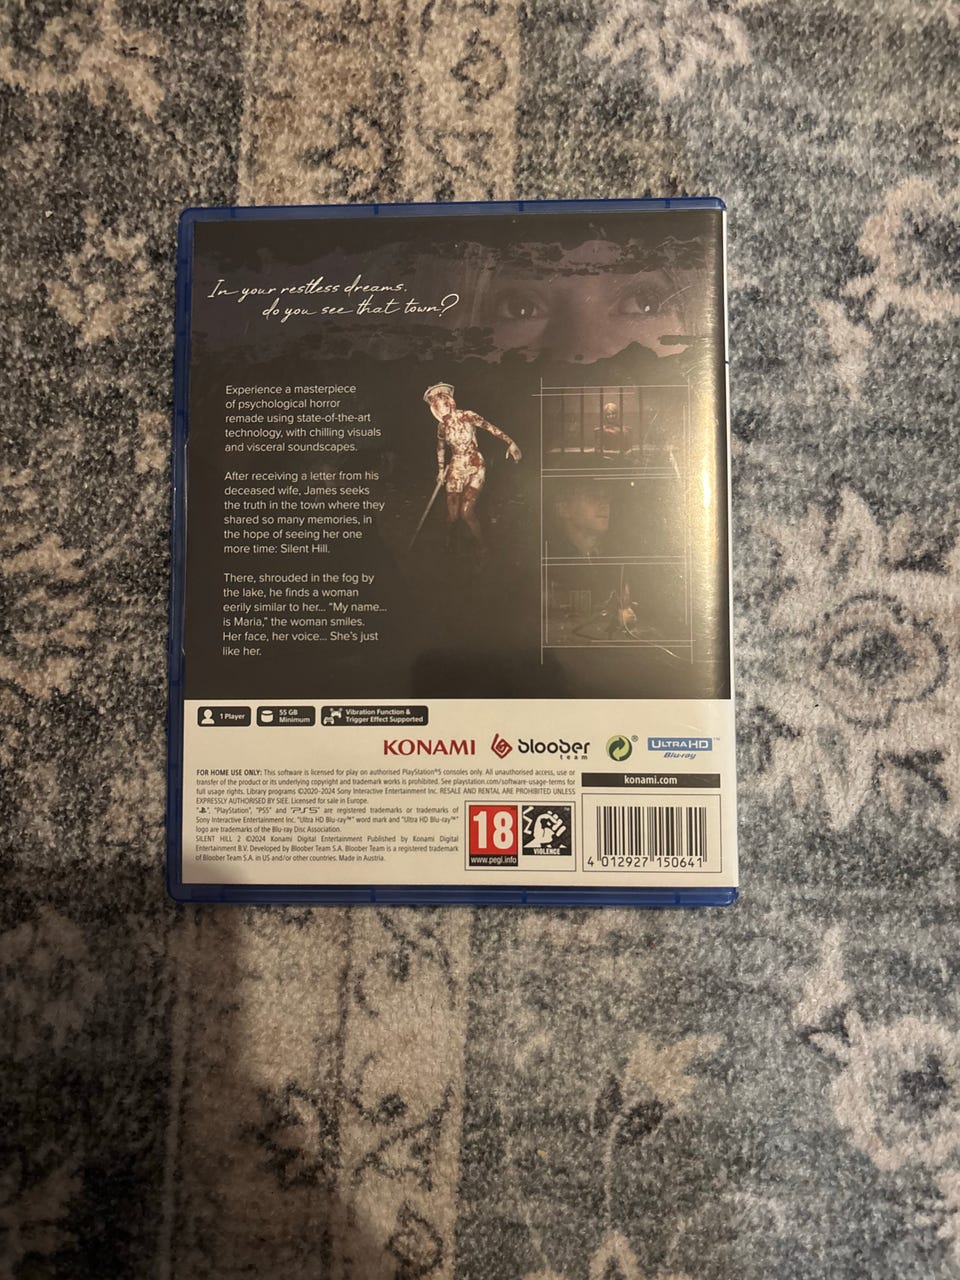 In your restless dreams,
do you see that town?
Experience a masterpiece
of psychological horror
remade using state-of-the-art
technology, with chilling visuals
and visceral soundscapes.
After receiving a letter from his
deceased wife, James seeks
the truth in the town where they
shared so many memories, in
the hope of seeing her one
more time: Silent Hill.
There, shrouded in the fog by
the lake, he finds a woman
eerily similar to her... "My name...
is Maria," the woman smiles.
Her face, her voice... She's just
like her.
1 Player
55 GB
Minimum
Vibration Function &
Trigger Effect Supported
KONAMI
bloober
team
®
ULTRA HD™
Blu-ray
FOR HOME USE ONLY: This software is licensed for play on authorised PlayStation®5 consoles only. All unauthorised access, use or
transfer of the product or its underlying copyright and trademark works is prohibited. See playstation.com/software-usage-terms for
full usage rights. Library programs ©2020-2024 Sony Interactive Entertainment Inc. RESALE AND RENTAL ARE PROHIBITED UNLESS
EXPRESSLY AUTHORISED BY SIEE. Licensed for sale in Europe.
"PlayStation", "PS5" and "PS5" are registered trademarks or trademarks of
Sony Interactive Entertainment Inc. "Ultra HD Blu-ray™" word mark and "Ultra HD Blu-ray™"
logo are trademarks of the Blu-ray Disc Association.
SILENT HILL 2 ©2024 Konami Digital Entertainment Published by Konami Digital
Entertainment B.V. Developed by Bloober Team S.A. Bloober Team is a registered trademark
of Bloober Team S.A. in US and/or other countries. Made in Austria.
konami.com
18
www.pegi.info
VIOLENCE
4 012927 150641